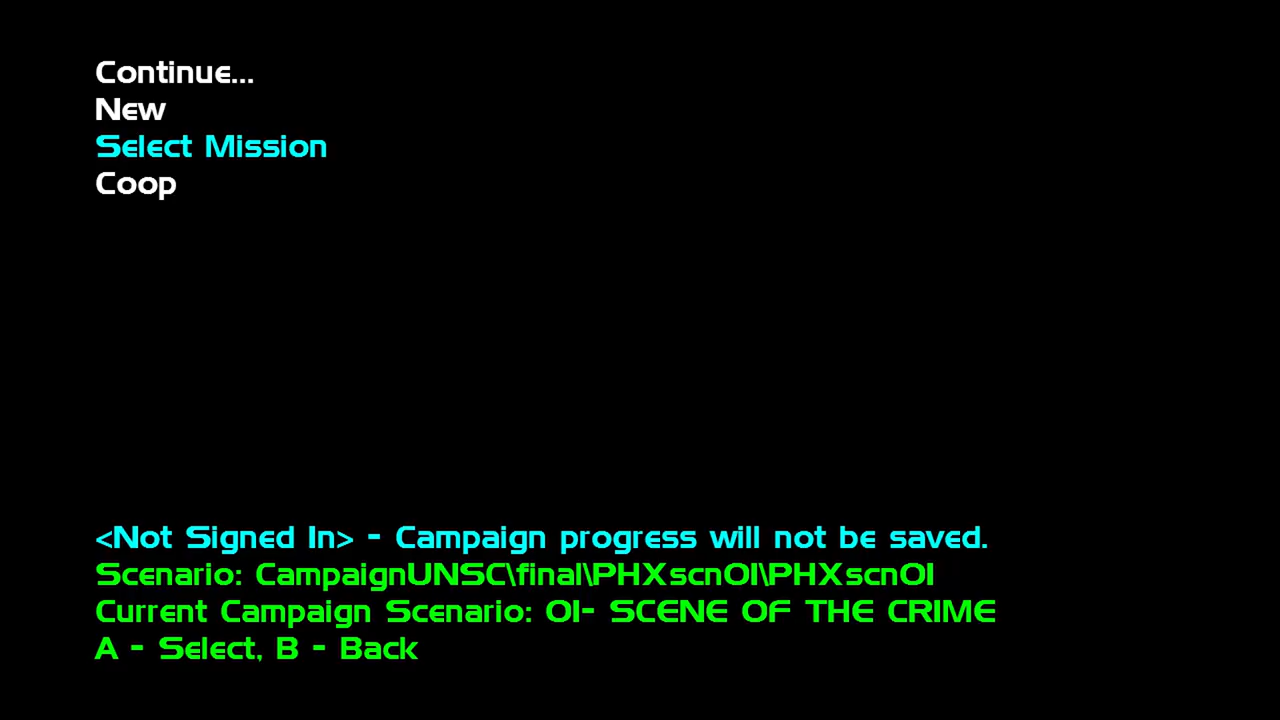 Continue...
New
Select Mission
Coop
<Not Signed In> - Campaign progress will not be saved.
Scenario: CampaignUNSC\final\PHXscn01\PHXscn01
Current Campaign Scenario: 01- SCENE OF THE CRIME
A - Select, B - Back